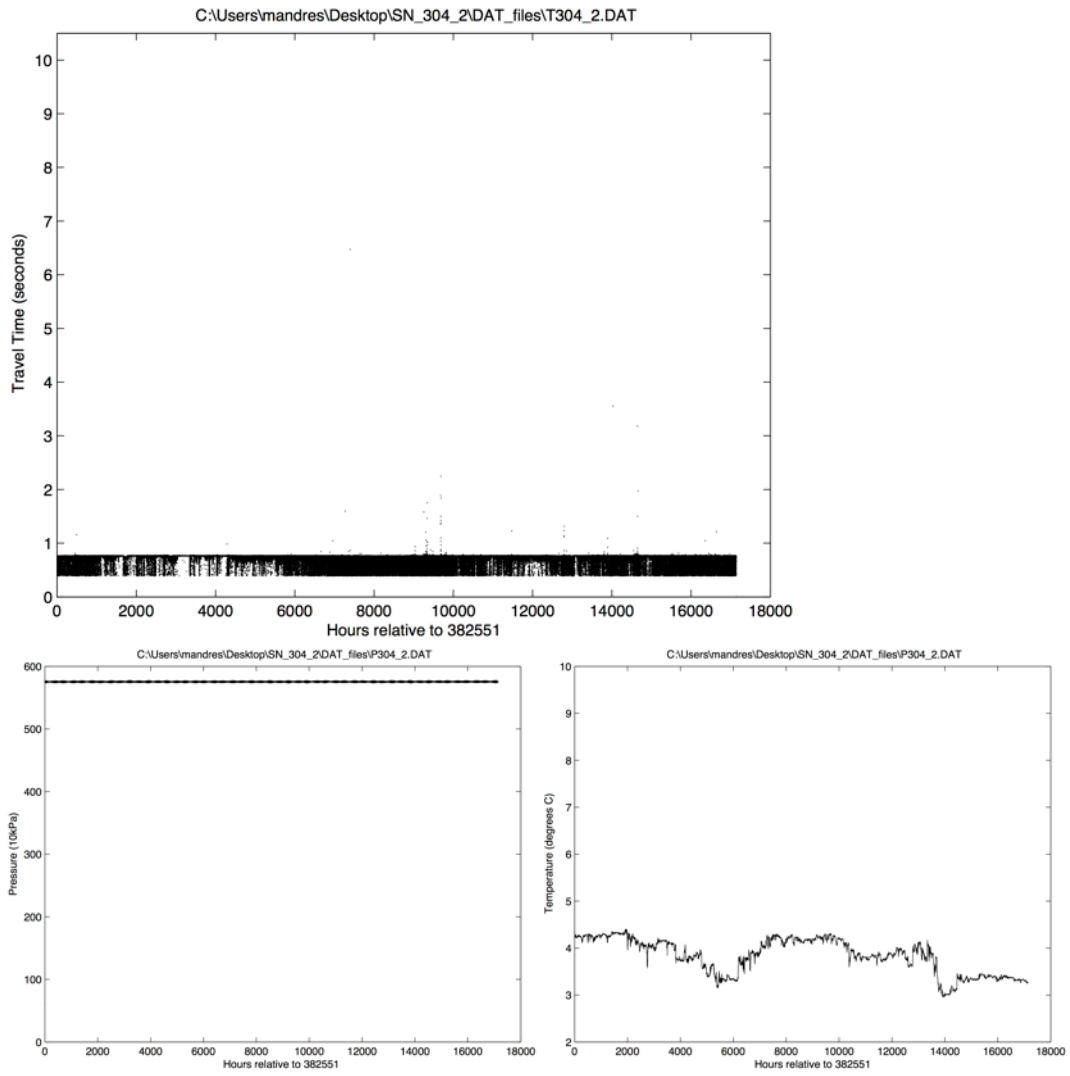 C:\Users\mandres\Desktop\SN_304_2\DAT_files\T304_2.DAT
10
9
8
7
6
5
4
3
2
1
0
Travel Time (seconds)
0 2000 4000 6000 8000 10000 12000 14000 16000 18000
Hours relative to 382551
C:\Users\mandres\Desktop\SN_304_2\DAT_files\P304_2.DAT
600
500
400
300
200
100
0
Pressure (10kPa)
0 2000 4000 6000 8000 10000 12000 14000 16000 18000
Hours relative to 382551
C:\Users\mandres\Desktop\SN_304_2\DAT_files\P304_2.DAT
10
9
8
7
6
5
4
3
2
Temperature (degrees C)
0 2000 4000 6000 8000 10000 12000 14000 16000 18000
Hours relative to 382551